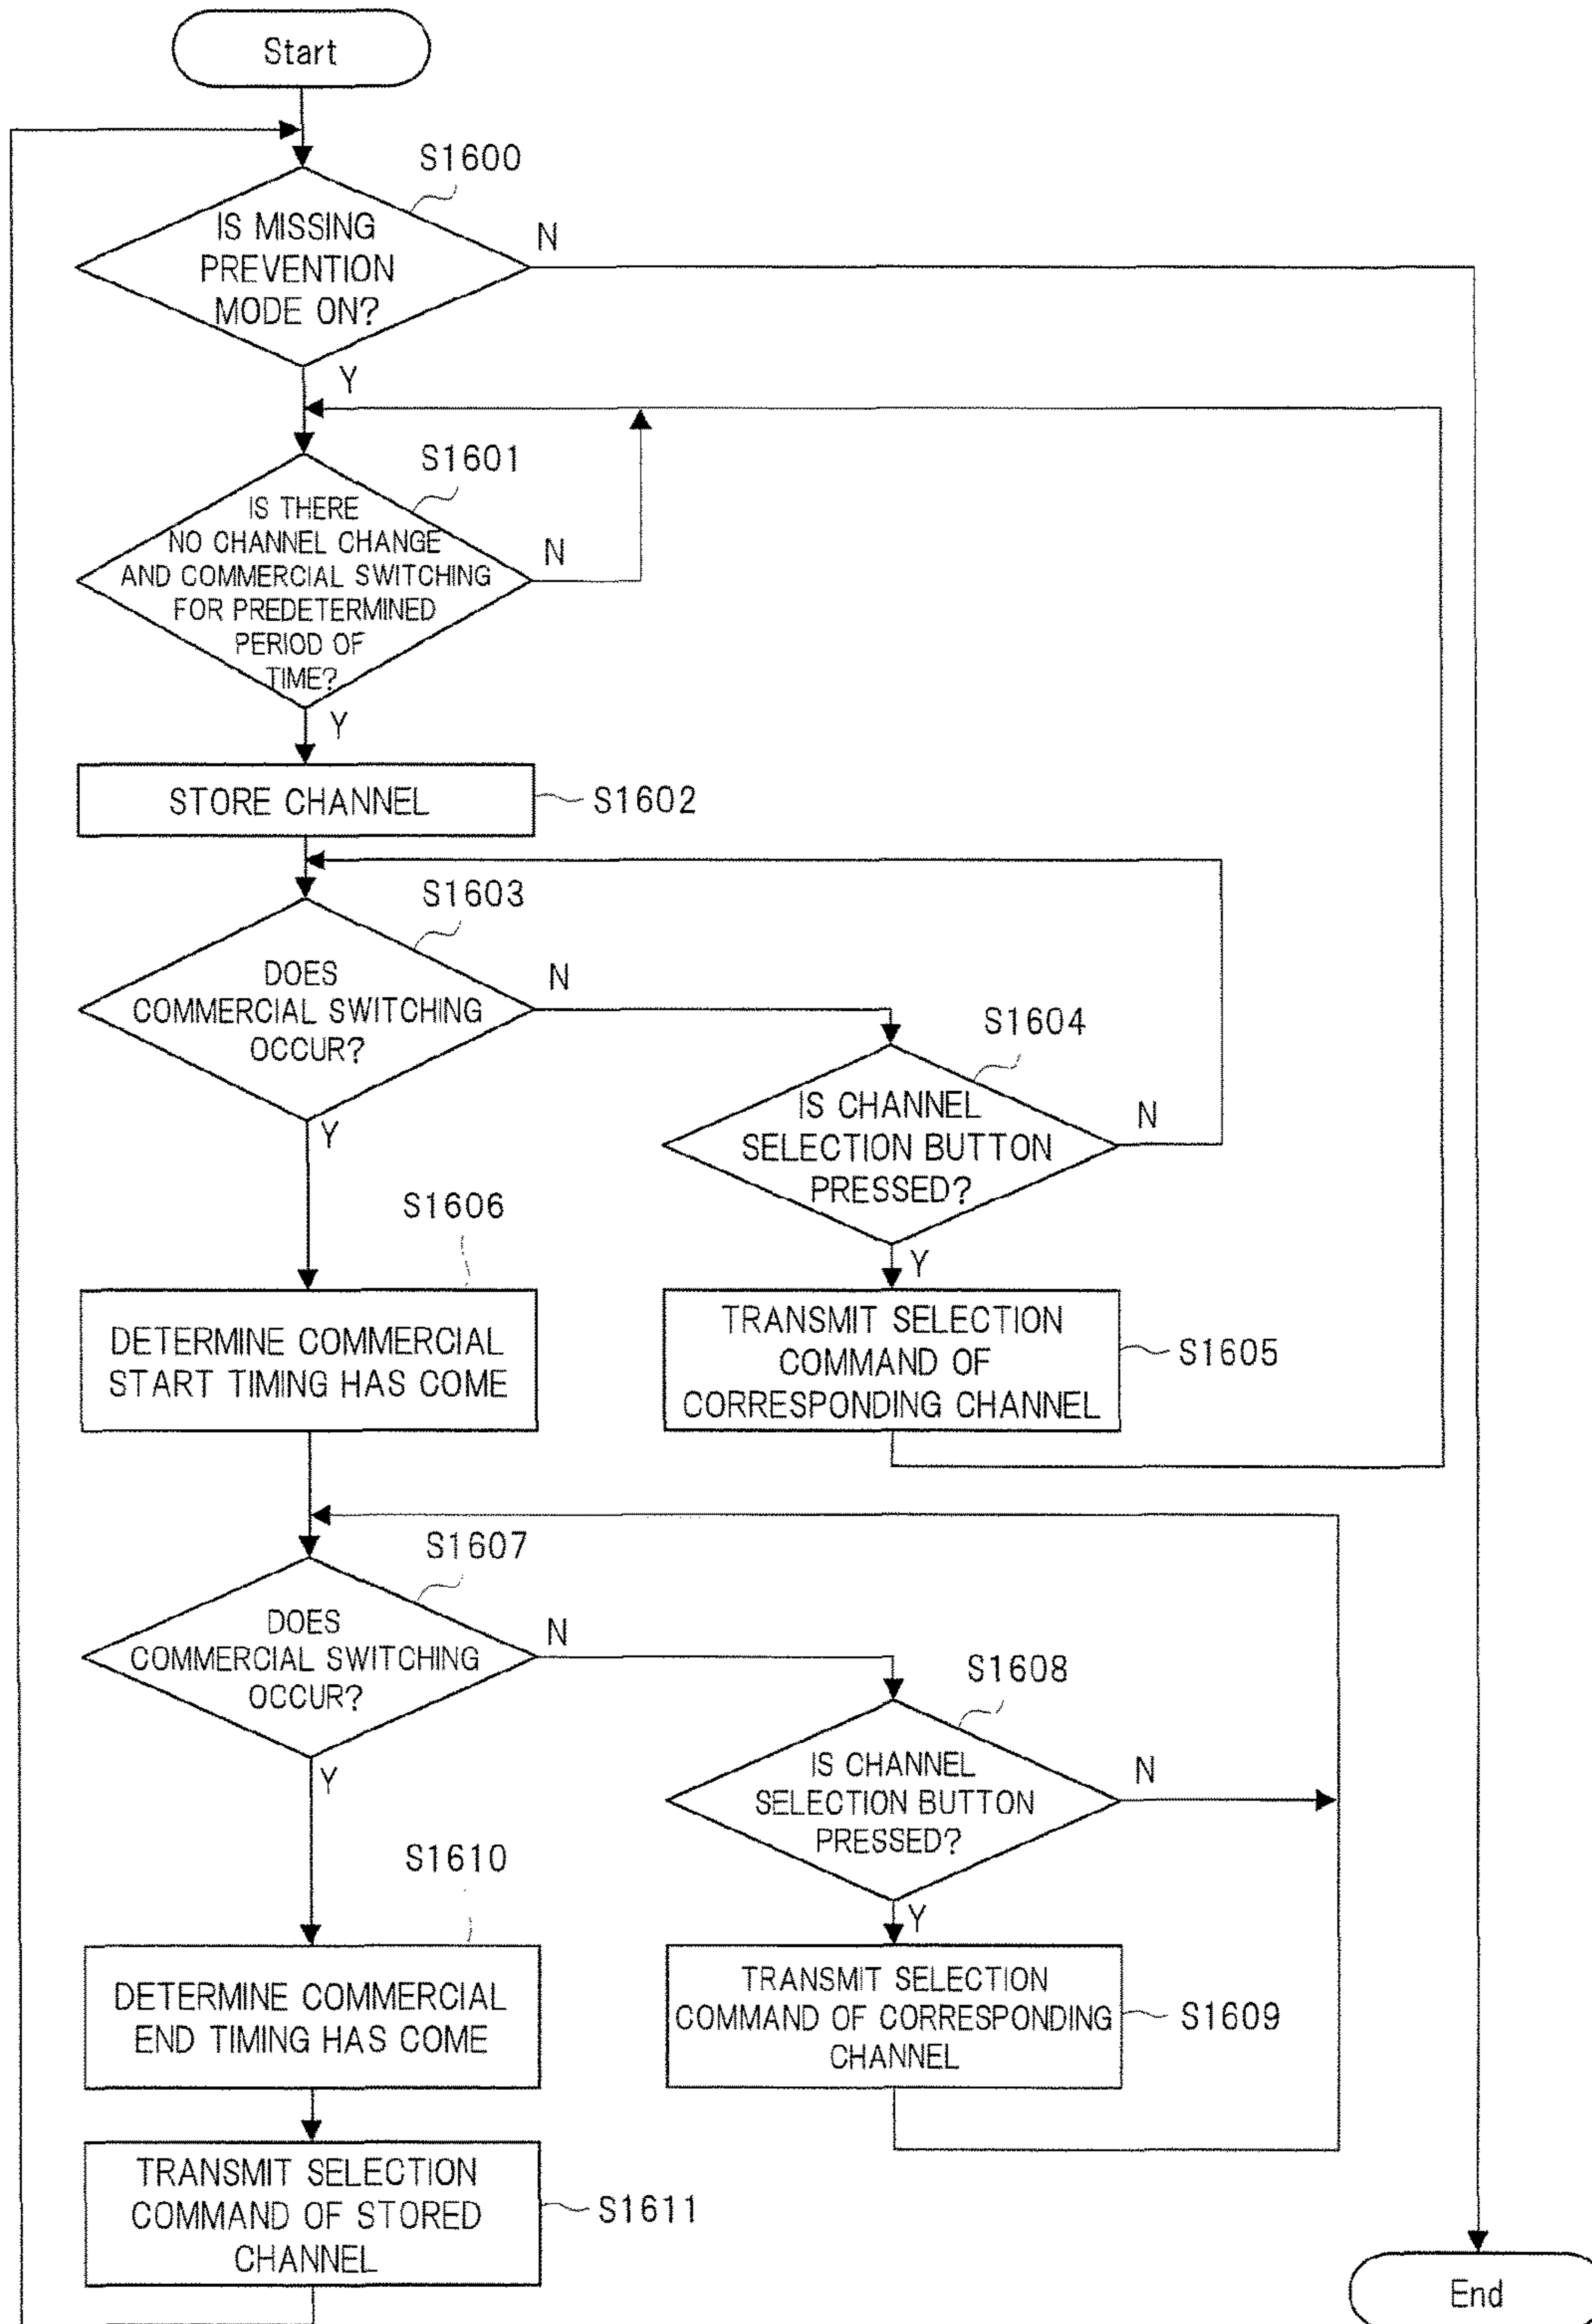 Start
S1600
IS MISSING
PREVENTION
MODE ON?
N
Y
S1601
IS THERE
NO CHANNEL CHANGE
AND COMMERCIAL SWITCHING
FOR PREDETERMINED
PERIOD OF
TIME?
N
Y
STORE CHANNEL
S1602
S1603
DOES
COMMERCIAL SWITCHING
OCCUR?
N
Y
S1604
IS CHANNEL
SELECTION BUTTON
PRESSED?
N
Y
S1606
DETERMINE COMMERCIAL
START TIMING HAS COME
TRANSMIT SELECTION
COMMAND OF
CORRESPONDING CHANNEL
S1605
S1607
DOES
COMMERCIAL SWITCHING
OCCUR?
N
Y
S1608
IS CHANNEL
SELECTION BUTTON
PRESSED?
N
Y
S1610
DETERMINE COMMERCIAL
END TIMING HAS COME
TRANSMIT SELECTION
COMMAND OF CORRESPONDING
CHANNEL
S1609
TRANSMIT SELECTION
COMMAND OF STORED
CHANNEL
S1611
End